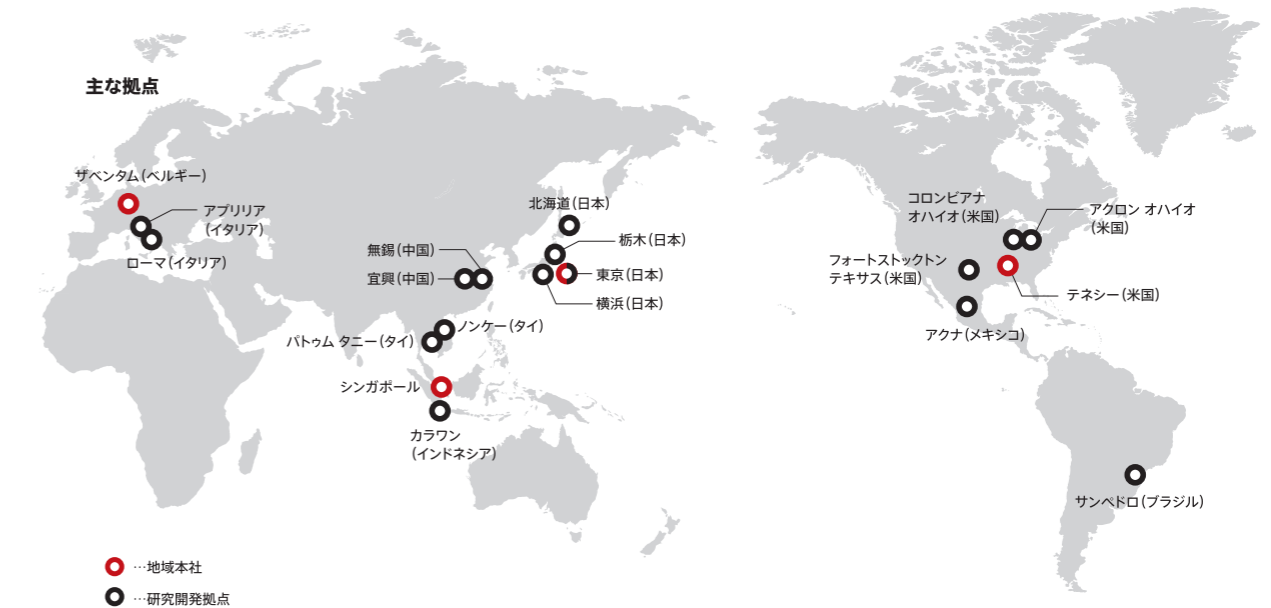 主な拠点
ザベンタム(ベルギー)
アプリリア
(イタリア)
ローマ(イタリア)
無錫(中国)
宜興(中国)
北海道(日本)
栃木(日本)
東京(日本)
横浜(日本)
ノンケー(タイ)
パトゥム タニー(タイ)
シンガポール
カラワン
(インドネシア)
コロンビアナ
オハイオ(米国)
アクロン オハイオ
(米国)
フォートストックトン
テキサス(米国)
テネシー(米国)
アクナ(メキシコ)
サンペドロ(ブラジル)
…地域本社
…研究開発拠点